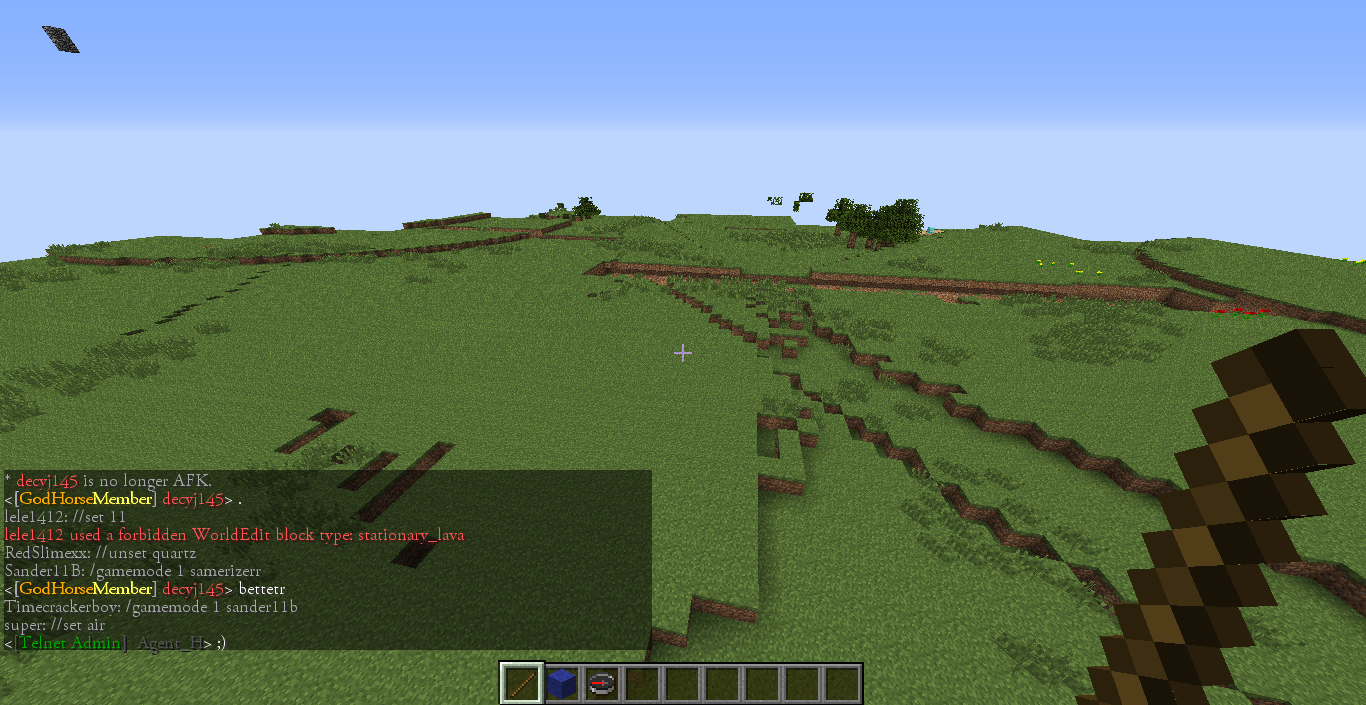 * decvj145 is no longer AFK.
<[GodHorseMember] decvj145> .
lele1412: //set 11
lele1412 used a forbidden WorldEdit block type: stationary_lava
RedSlimexx: //unset quartz
Sander11B: /gamemode 1 samerizerr
<[GodHorseMember] decvj145> bettetr
Timecrackerboy: /gamemode 1 sander11b
super: //set air
<[Telnet Admin] Agent_H> ;)